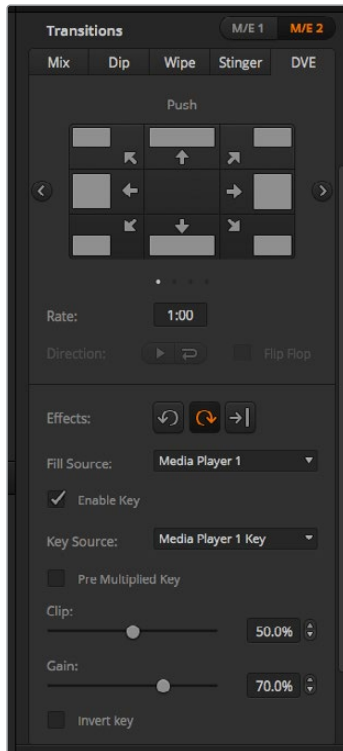 Transitions M/E 1 M/E 2
Mix Dip Wipe Stinger DVE
Push
Rate: 1:00
Direction: Flip Flop
Effects:
Fill Source: Media Player 1
Enable Key
Key Source: Media Player 1 Key
Pre Multiplied Key
Clip:
50.0%
Gain:
70.0%
Invert key